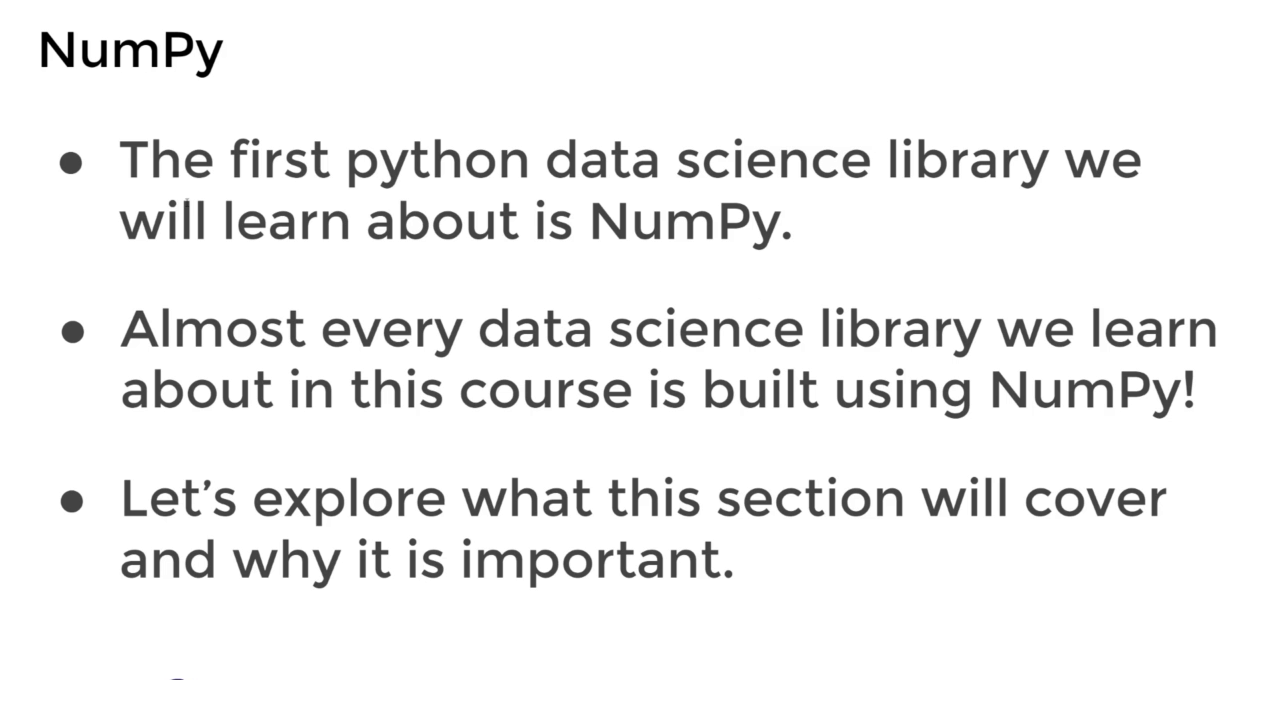 NumPy
● The first python data science library we
will learn about is NumPy.
● Almost every data science library we learn
about in this course is built using NumPy!
● Let’s explore what this section will cover
and why it is important.